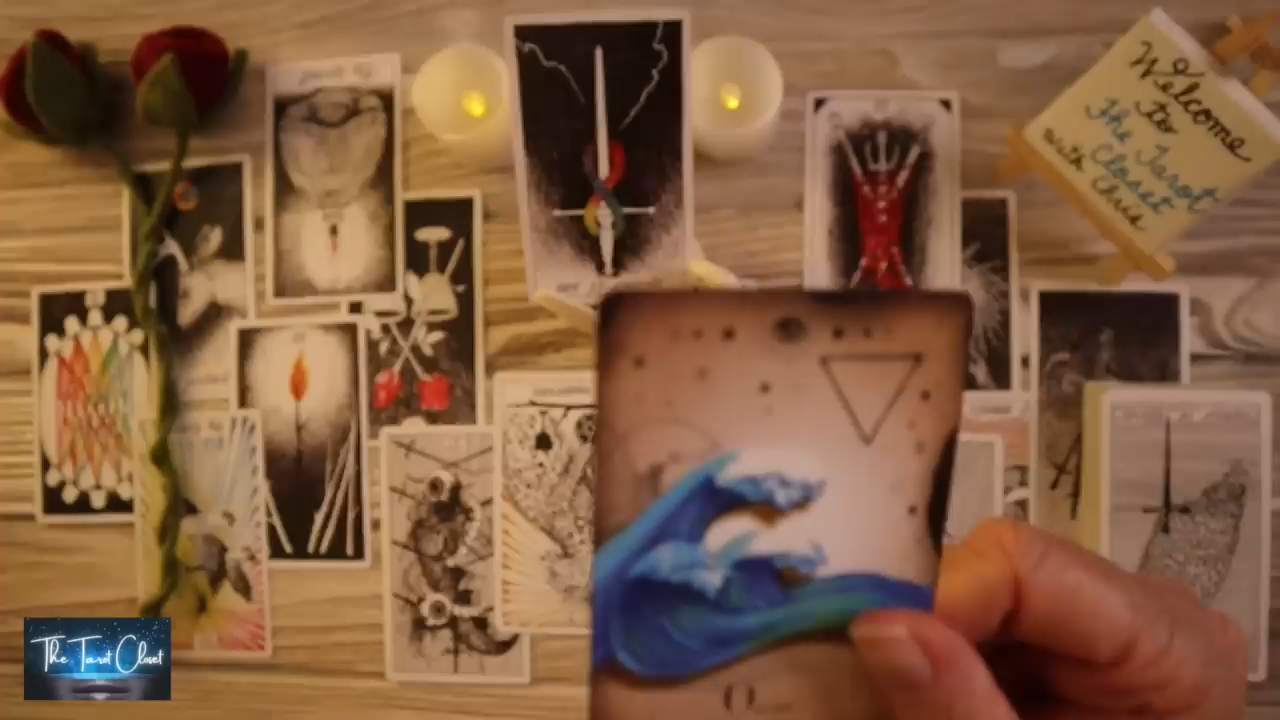 Welcome
To
The Tarot
Closet
with Chris
The Tarot Closet